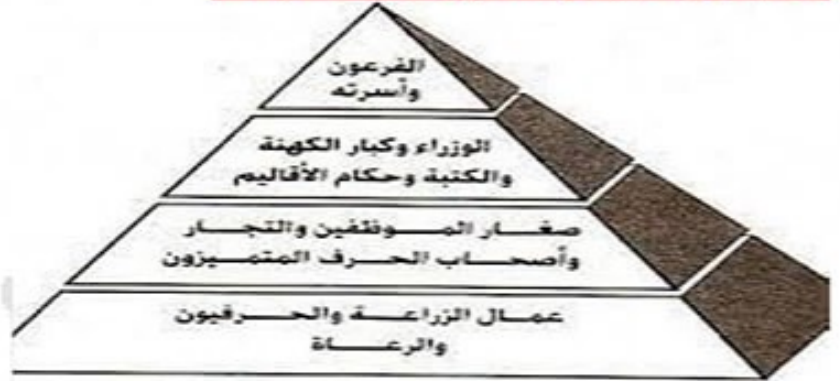 الفرعون
وأسرته
الوزراء وكبار الكهنة
والكتبة وحكام الأقاليم
صغار الموظفين والتجار
وأصحاب الحرف المتميزون
عمال الزراعة والحرفيون
والرعاة